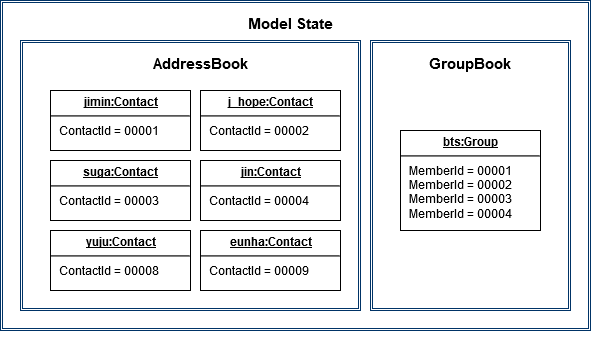 Model State
AddressBook
jimin:Contact
ContactId = 00001
j_hope:Contact
ContactId = 00002
suga:Contact
ContactId = 00003
jin:Contact
ContactId = 00004
yuju:Contact
ContactId = 00008
eunha:Contact
ContactId = 00009
GroupBook
bts:Group
MemberId = 00001
MemberId = 00002
MemberId = 00003
MemberId = 00004